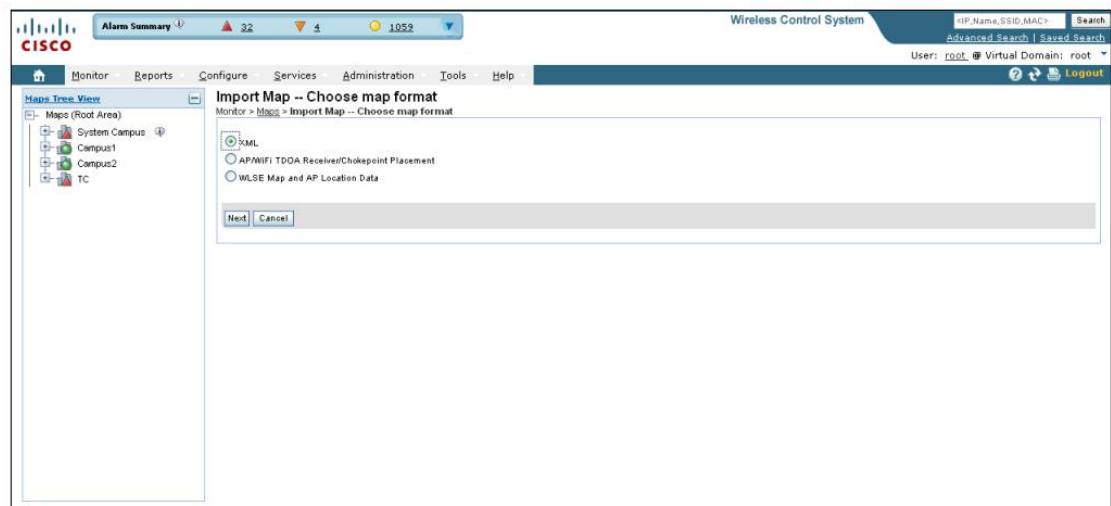 CISCO
Alarm Summary 32 4 1059
Wireless Control System
<IP,Name,SSID,MAC> Search
Advanced Search | Saved Search
User: root @ Virtual Domain: root
Monitor Reports Configure Services Administration Tools Help
Logout
Maps Tree View
Maps (Root Area)
System Campus
Campus1
Campus2
TC
Import Map -- Choose map format
Monitor > Maps > Import Map -- Choose map format
XML
AP/WiFi TDOA Receiver/Chokepoint Placement
WLSE Map and AP Location Data
Next Cancel